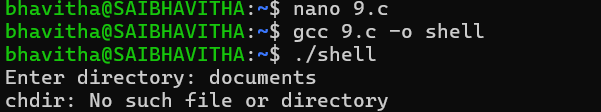 bhavitha@SAIBHAVITHA:~$ nano 9.c
bhavitha@SAIBHAVITHA:~$ gcc 9.c -o shell
bhavitha@SAIBHAVITHA:~$ ./shell
Enter directory: documents
chdir: No such file or directory